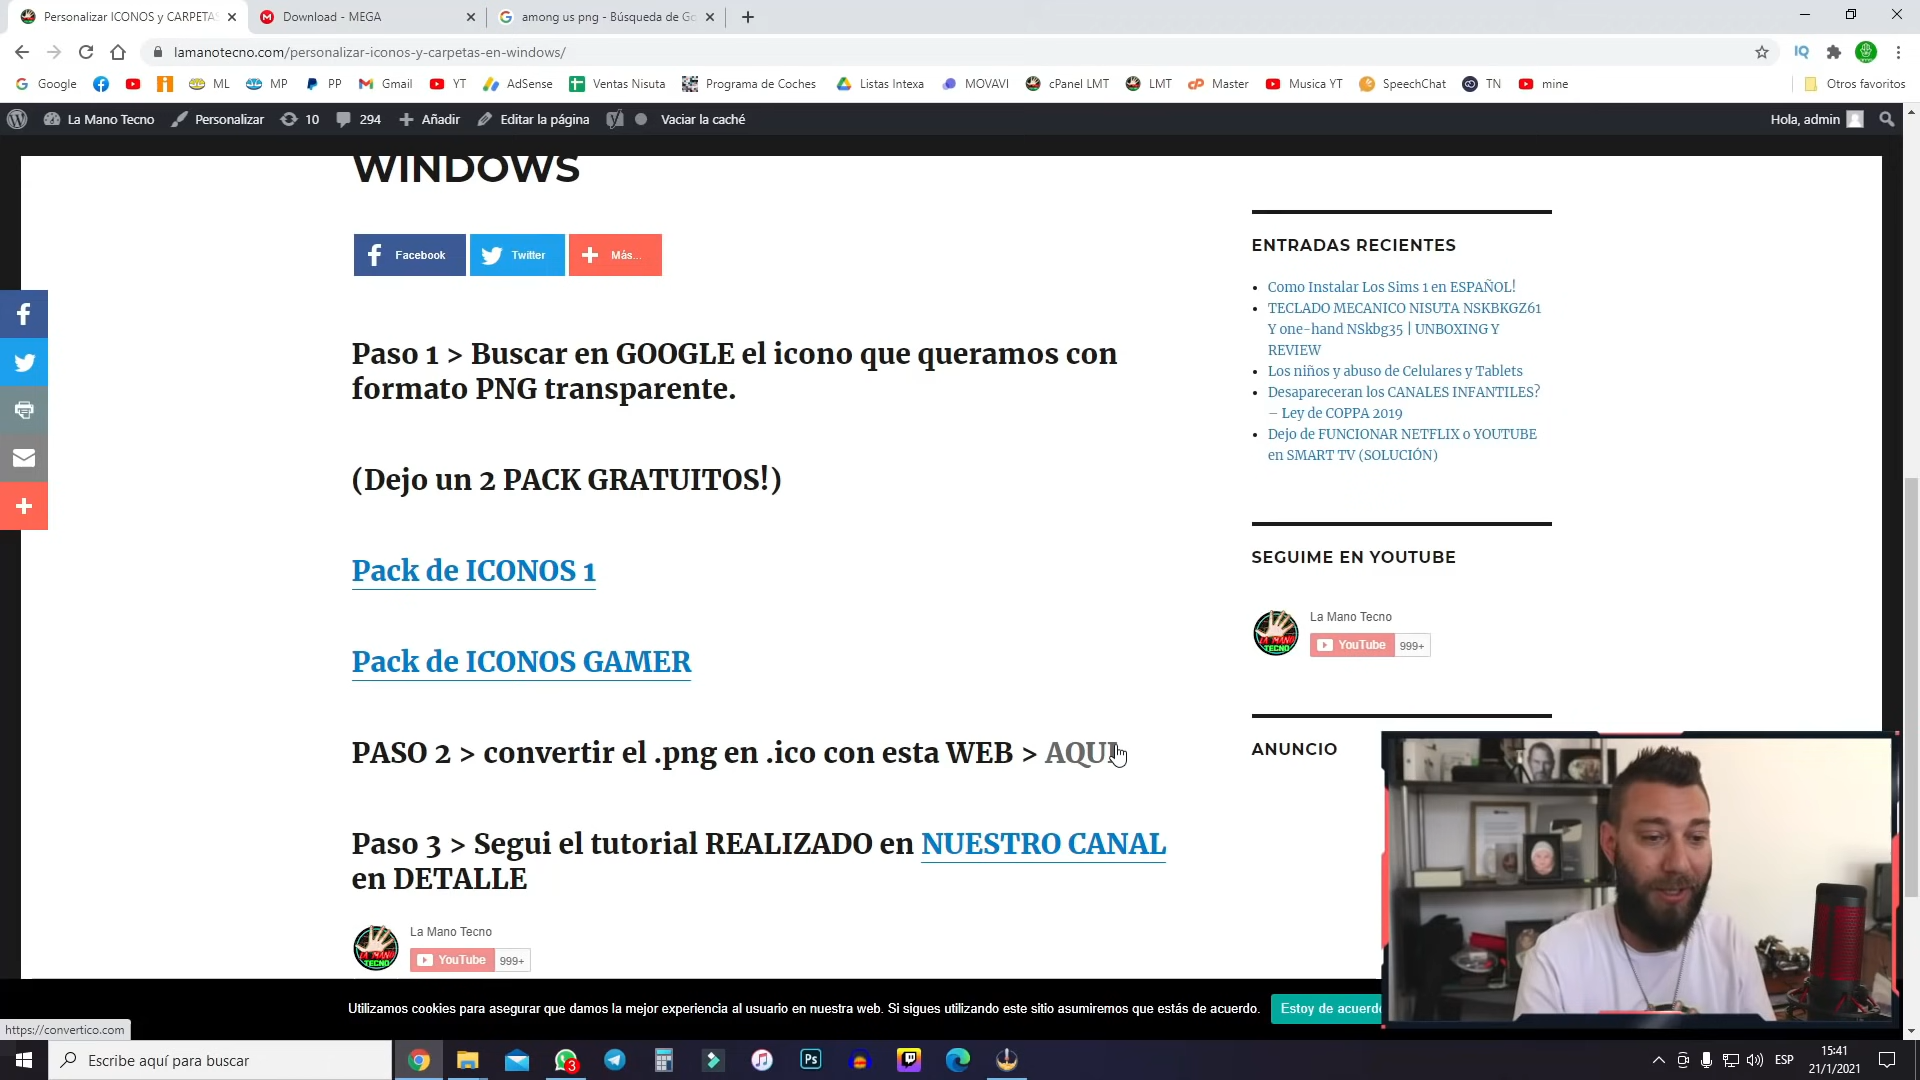 Personalizar ICONOS y CARPETAS
Download - MEGA
among us png - Búsqueda de Go
lamanotecno.com/personalizar-iconos-y-carpetas-en-windows/
Google
ML
MP
PP
Gmail
YT
AdSense
Ventas Nisuta
Programa de Coches
Listas Intexa
MOVAVI
cPanel LMT
LMT
Master
Musica YT
SpeechChat
TN
mine
Otros favoritos
La Mano Tecno
Personalizar
10
294
Añadir
Editar la página
Vaciar la caché
Hola, admin
WINDOWS
Facebook
Twitter
Más...
Paso 1 > Buscar en GOOGLE el icono que queramos con
formato PNG transparente.
(Dejo un 2 PACK GRATUITOS!)
Pack de ICONOS 1
Pack de ICONOS GAMER
PASO 2 > convertir el .png en .ico con esta WEB > AQUI
Paso 3 > Segui el tutorial REALIZADO en NUESTRO CANAL
en DETALLE
La Mano Tecno
YouTube
999+
ENTRADAS RECIENTES
Como Instalar Los Sims 1 en ESPAÑOL!
TECLADO MECANICO NISUTA NSKBKGZ61
Y one-hand NSkbg35 | UNBOXING Y
REVIEW
Los niños y abuso de Celulares y Tablets
Desapareceran los CANALES INFANTILES?
– Ley de COPPA 2019
Dejo de FUNCIONAR NETFLIX o YOUTUBE
en SMART TV (SOLUCIÓN)
SEGUIME EN YOUTUBE
La Mano Tecno
YouTube
999+
ANUNCIO
Utilizamos cookies para asegurar que damos la mejor experiencia al usuario en nuestra web. Si sigues utilizando este sitio asumiremos que estás de acuerdo.
Estoy de acuerdo
https://convertico.com
Escribe aquí para buscar
3
Ps
ESP
15:41
21/1/2021